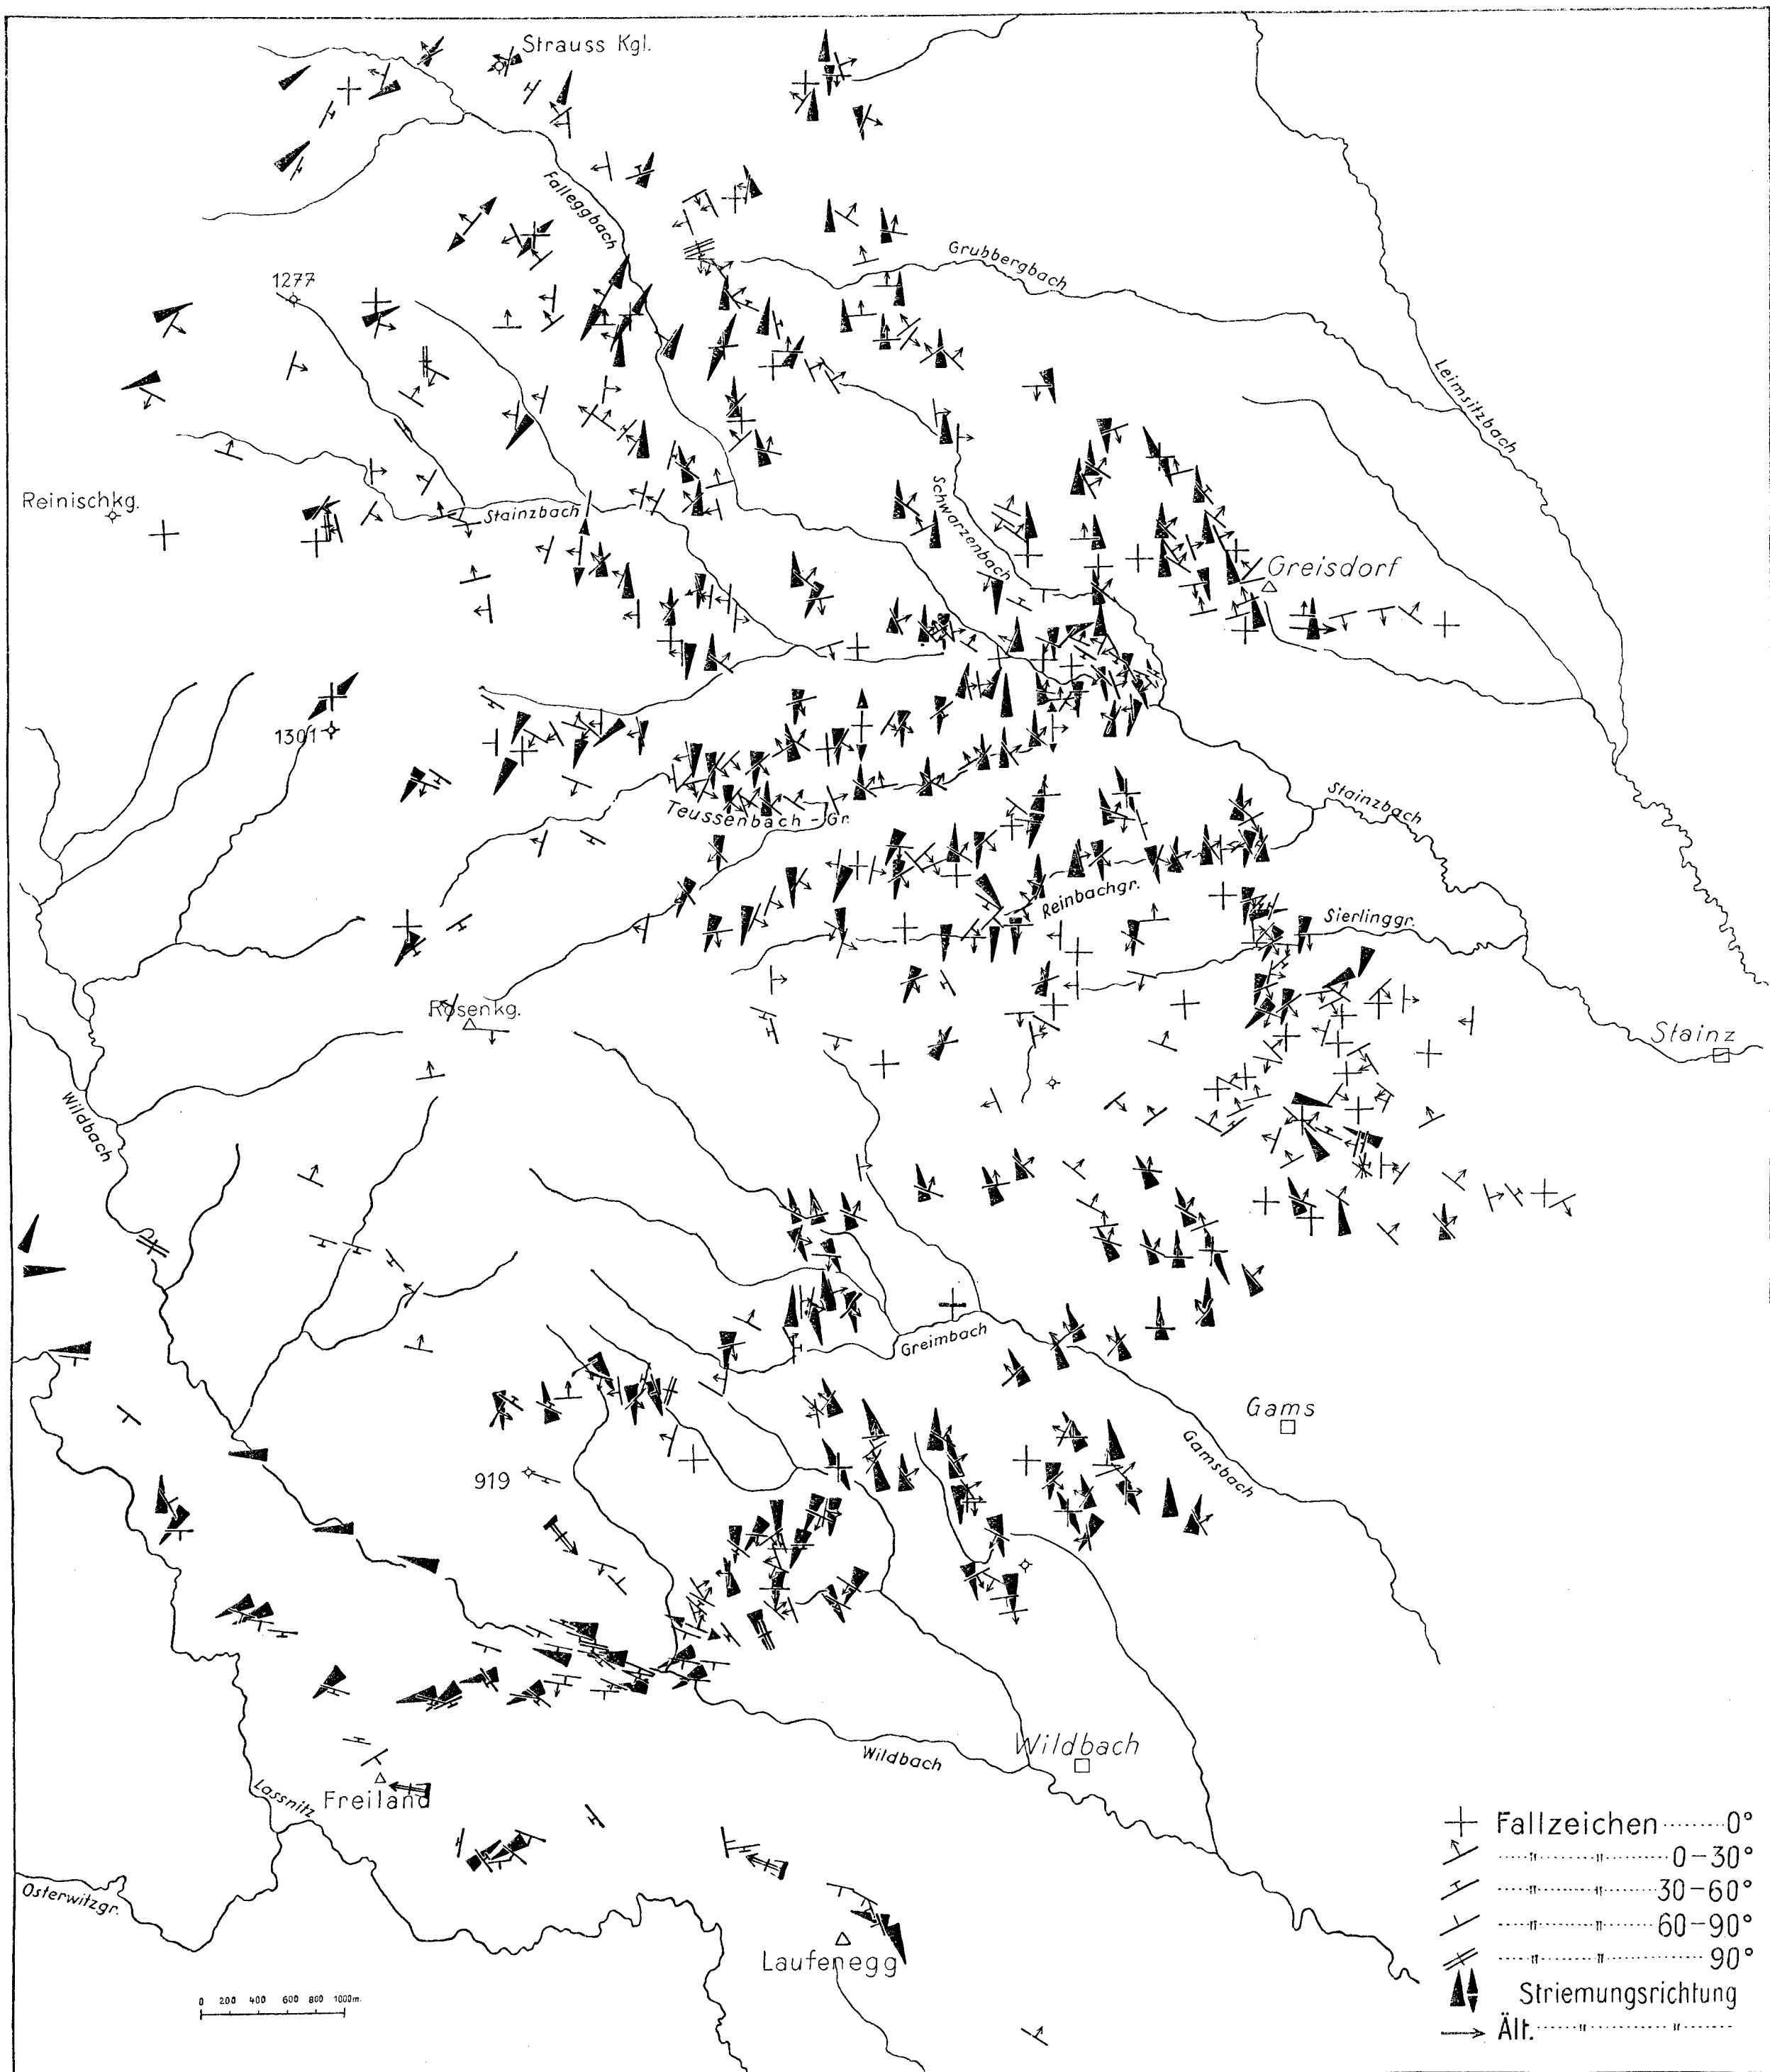 Strauss Kgl.
Falleggbach
Grubbergbach
1277
Leimsitzbach
Reinischkg.
Stainzbach
Schwarzenbach
Greisdorf
1301
Stainzbach
Teussenbach-Gr.
Reinbachgr.
Sierlinggr.
Rosenkg.
Stainz
Wildbach
Greimbach
Gams
Gamsbach
919
Wildbach
Wildbach
Freiland
Lassnitz
Osterwitzgr.
Laufenegg
0 200 400 600 800 1000m.
Fallzeichen ........ 0°
....."....." ..... 0-30°
....."....." ..... 30-60°
....."....." ..... 60-90°
....."....." ..... 90°
Striemungsrichtung
Ält. ....."....." .....